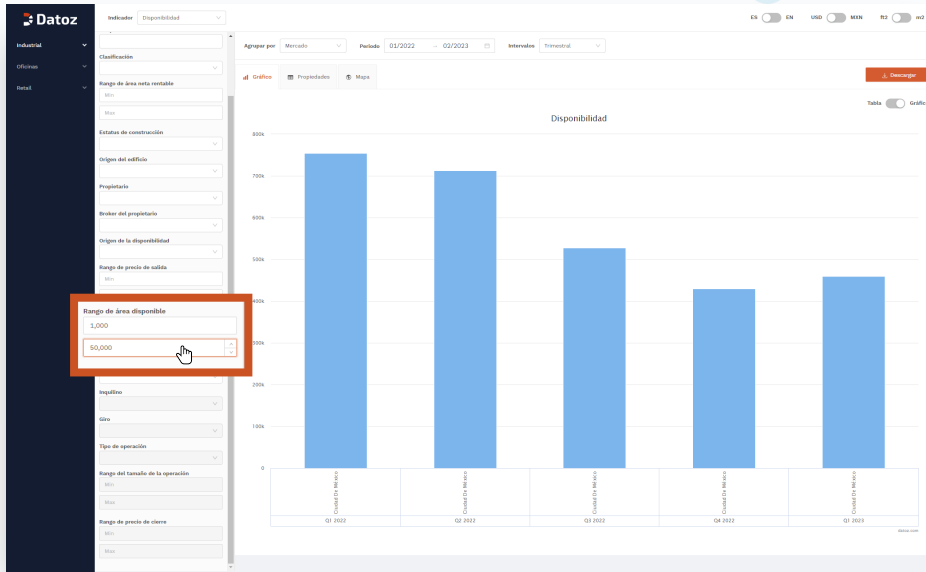 Datoz
Indicador
Disponibilidad
ES
EN
USD
MXN
ft2
m2
Industrial
Oficinas
Retail
Clasificación
Rango de área neta rentable
Min
Max
Estatus de construcción
Origen del edificio
Propietario
Broker del propietario
Origen de la disponibilidad
Rango de precio de salida
Min
Rango de área disponible
1,000
50,000
Inquilino
Giro
Tipo de operación
Rango del tamaño de la operación
Min
Max
Rango de precio de cierre
Min
Max
Agrupar por
Mercado
Periodo
01/2022
~
02/2023
Intervalos
Trimestral
Gráfico
Propiedades
Mapa
Descargar
Tabla
Gráfico
Disponibilidad
800k
700k
600k
500k
400k
300k
200k
100k
0
Ciudad De México
Ciudad De México
Ciudad De México
Ciudad De México
Ciudad De México
Q1 2022
Q2 2022
Q3 2022
Q4 2022
Q1 2023
datoz.com